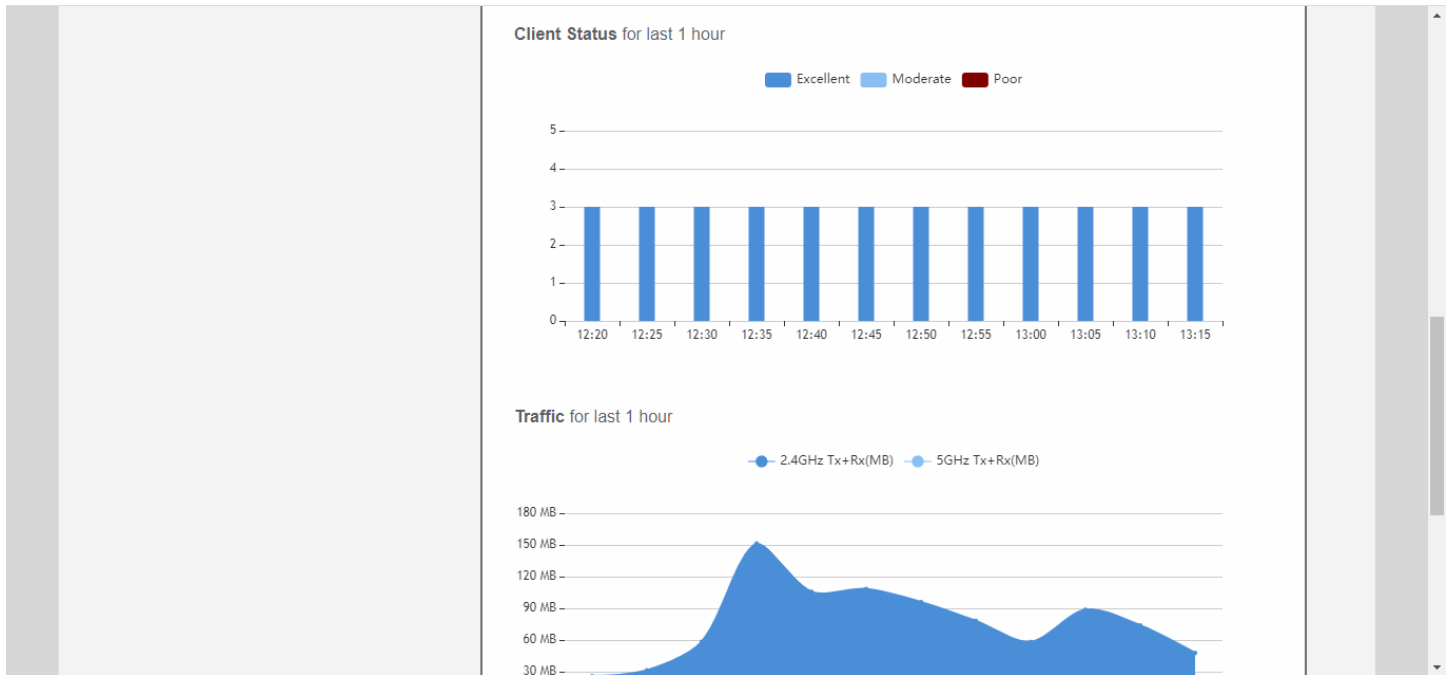 Client Status for last 1 hour
Excellent Moderate Poor
5
4
3
2
1
0
12:20 12:25 12:30 12:35 12:40 12:45 12:50 12:55 13:00 13:05 13:10 13:15
Traffic for last 1 hour
2.4GHz Tx+Rx(MB) 5GHz Tx+Rx(MB)
180 MB
150 MB
120 MB
90 MB
60 MB
30 MB